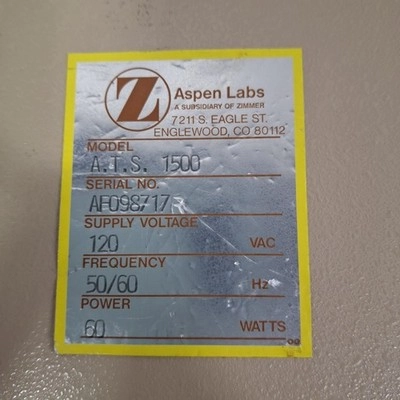 Z
Aspen Labs
A SUBSIDIARY OF ZIMMER
7211 S. EAGLE ST.
ENGLEWOOD, CO 80112
MODEL
A.T.S. 1500
SERIAL NO.
AF098717R
SUPPLY VOLTAGE
120 VAC
FREQUENCY
50/60 Hz
POWER
60 WATTS